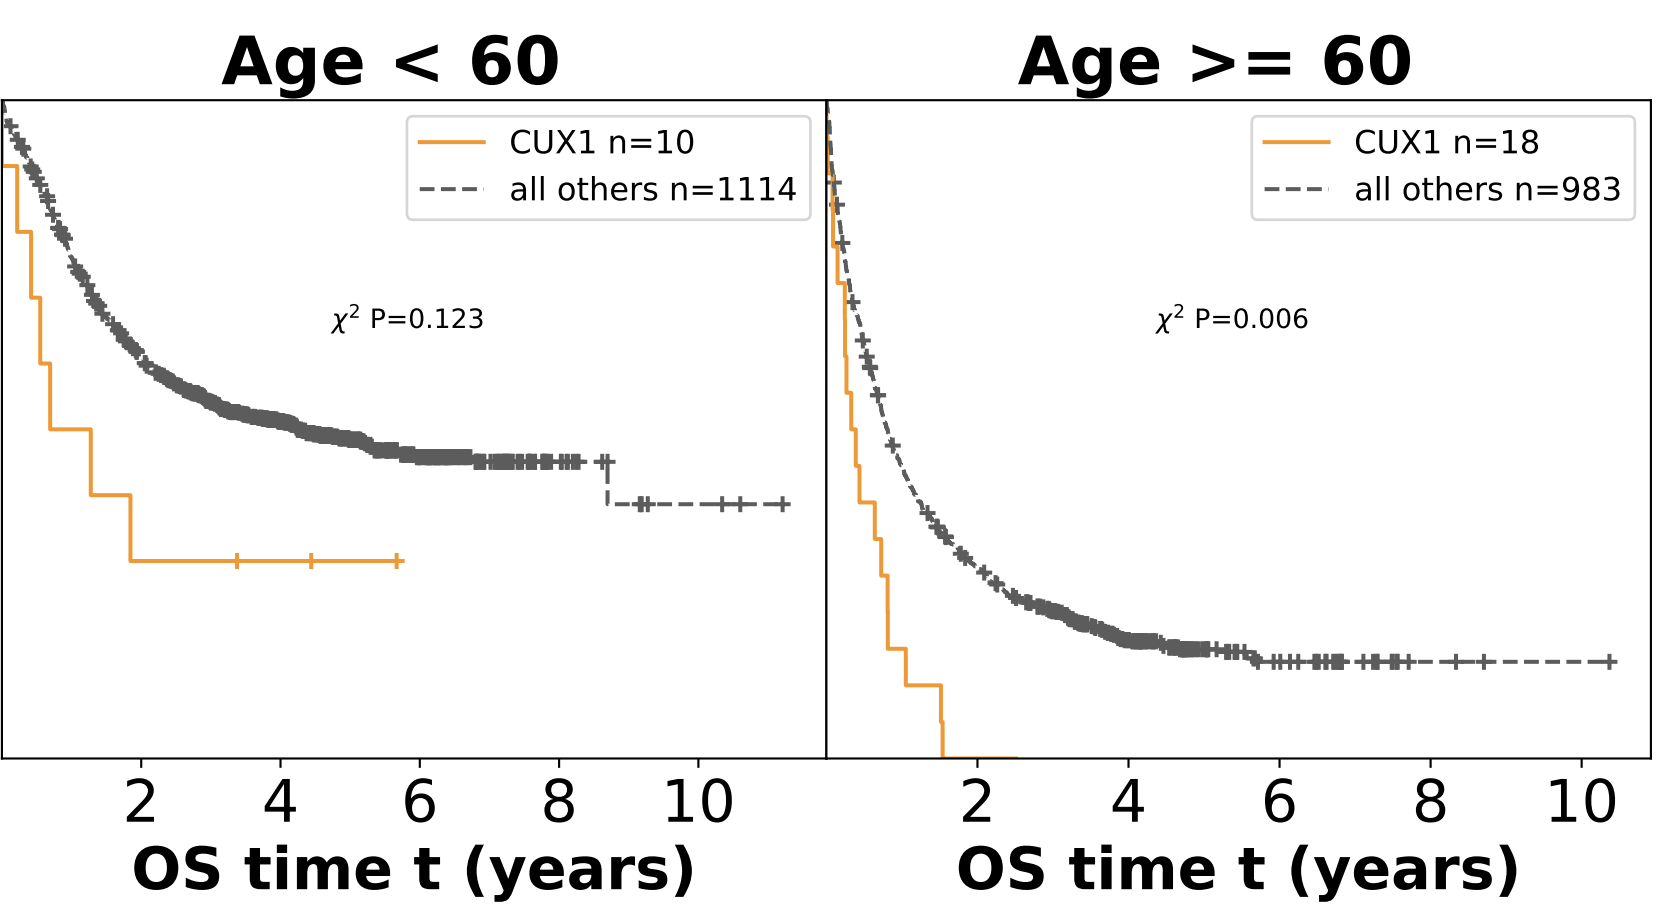 Age < 60
CUX1 n=10
all others n=1114
χ² P=0.123
2 4 6 8 10
OS time t (years)
Age >= 60
CUX1 n=18
all others n=983
χ² P=0.006
2 4 6 8 10
OS time t (years)